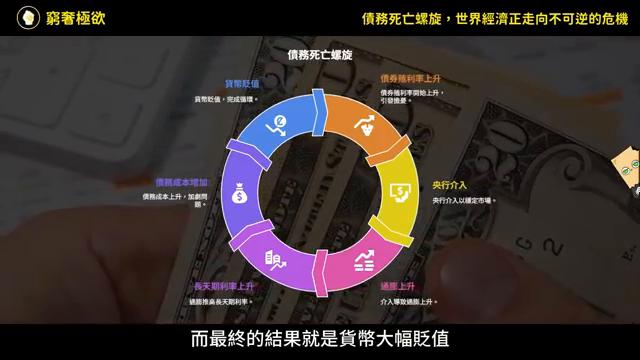 窮奢極欲
債務死亡螺旋，世界經濟正走向不可逆的危機
債務死亡螺旋
債券殖利率上升
債券殖利率開始上升，
引發擔憂。
央行介入
央行介入以穩定市場。
通膨上升
介入導致通膨上升。
長天期利率上升
通膨推高長天期利率。
債務成本增加
債務成本上升，加劇問
題。
貨幣貶值
貨幣貶值，完成循環。
而最終的結果就是貨幣大幅貶值